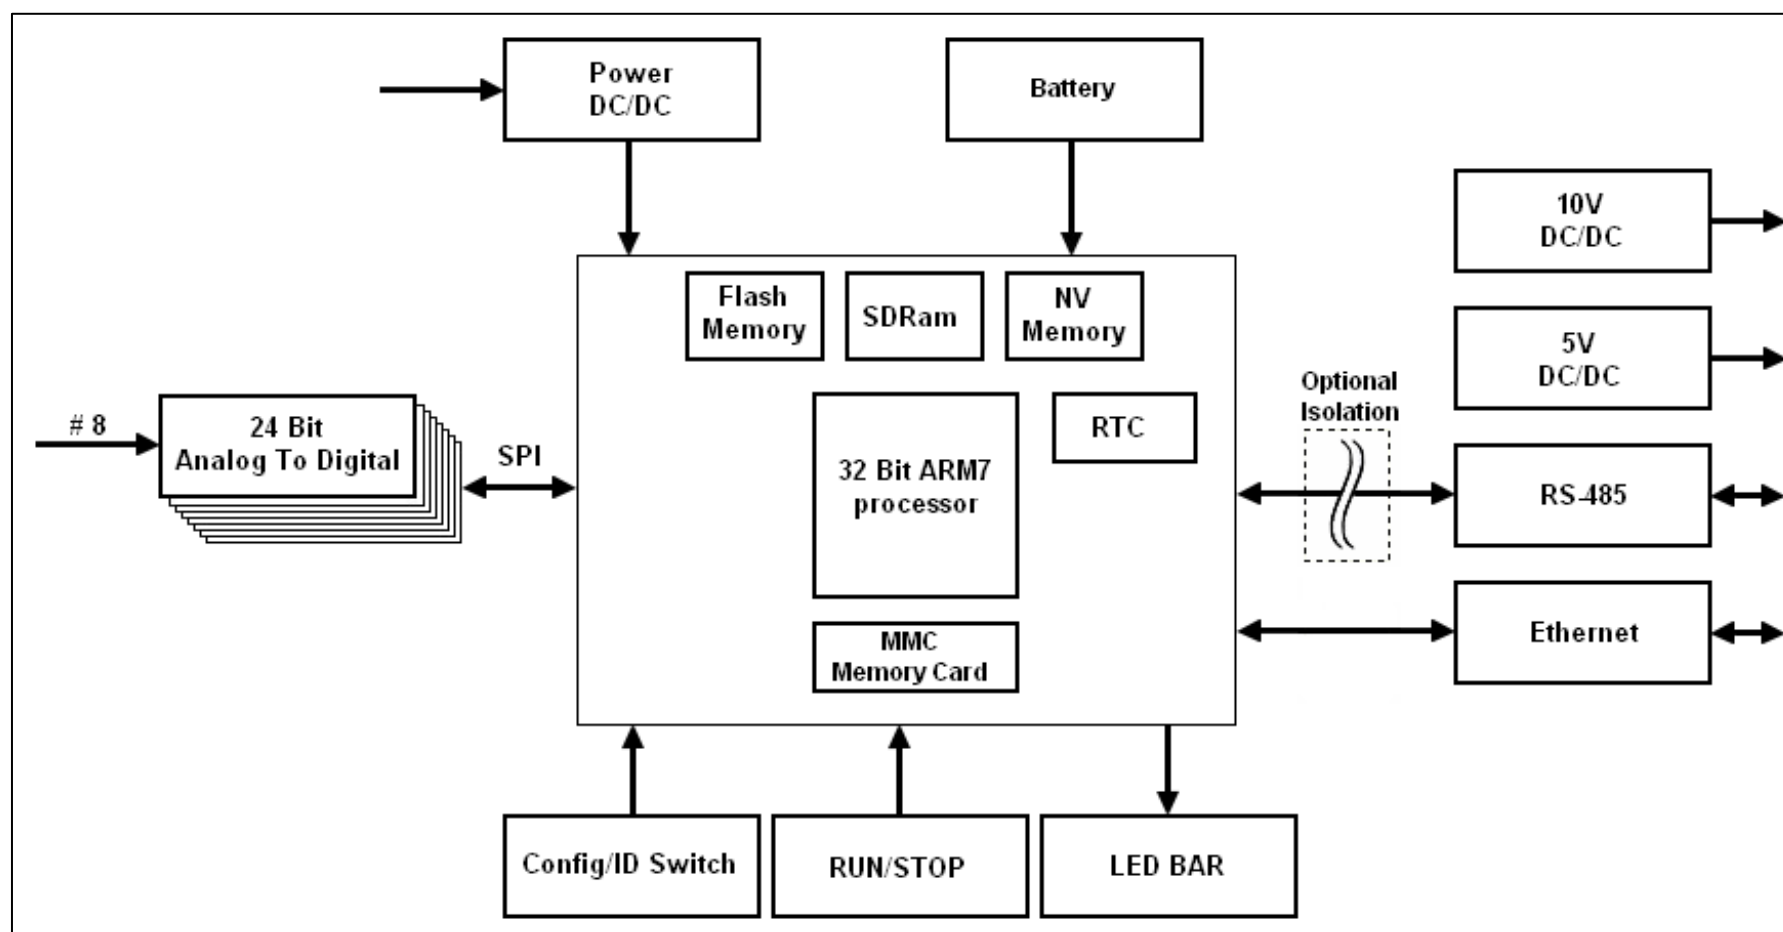 Power
DC/DC
Battery
10V
DC/DC
Flash
Memory
SDRam
NV
Memory
5V
DC/DC
Optional
Isolation
# 8
24 Bit
Analog To Digital
SPI
RTC
32 Bit ARM7
processor
RS-485
MMC
Memory Card
Ethernet
Config/ID Switch
RUN/STOP
LED BAR